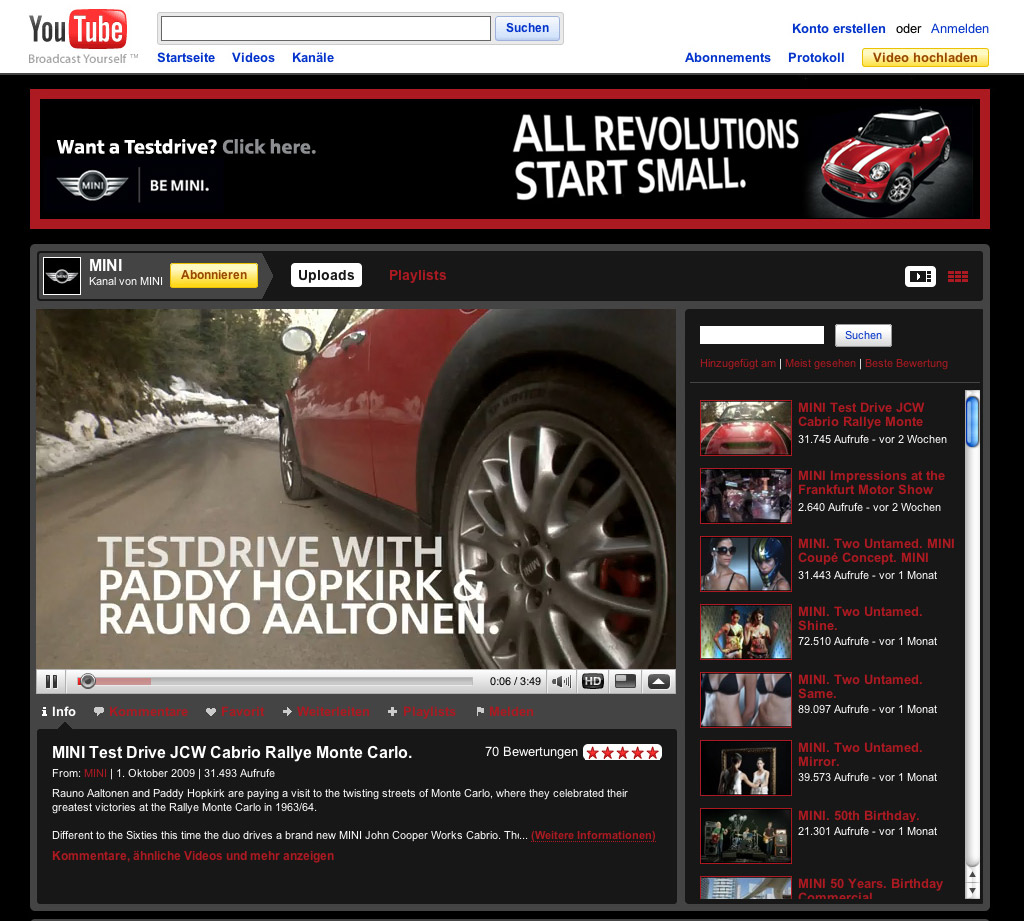 YouTube
Broadcast Yourself ™
Suchen
Konto erstellen oder Anmelden
Startseite Videos Kanäle
Abonnements Protokoll Video hochladen
Want a Testdrive? Click here.
MINI BE MINI.
ALL REVOLUTIONS
START SMALL.
MINI
Kanal von MINI
Abonnieren
Uploads Playlists
TESTDRIVE WITH
PADDY HOPKIRK &
RAUNO AALTONEN.
0:06 / 3:49 HD
Info Kommentare Favorit Weiterleiten Playlists Melden
MINI Test Drive JCW Cabrio Rallye Monte Carlo.
70 Bewertungen
From: MINI | 1. Oktober 2009 | 31.493 Aufrufe
Rauno Aaltonen and Paddy Hopkirk are paying a visit to the twisting streets of Monte Carlo, where they celebrated their
greatest victories at the Rallye Monte Carlo in 1963/64.
Different to the Sixties this time the duo drives a brand new MINI John Cooper Works Cabrio. Thi... (Weitere Informationen)
Kommentare, ähnliche Videos und mehr anzeigen
Suchen
Hinzugefügt am | Meist gesehen | Beste Bewertung
MINI Test Drive JCW
Cabrio Rallye Monte
31.745 Aufrufe - vor 2 Wochen
MINI Impressions at the
Frankfurt Motor Show
2.640 Aufrufe - vor 2 Wochen
MINI. Two Untamed. MINI
Coupé Concept. MINI
31.443 Aufrufe - vor 1 Monat
MINI. Two Untamed.
Shine.
72.510 Aufrufe - vor 1 Monat
MINI. Two Untamed.
Same.
89.097 Aufrufe - vor 1 Monat
MINI. Two Untamed.
Mirror.
39.573 Aufrufe - vor 1 Monat
MINI. 50th Birthday.
21.301 Aufrufe - vor 1 Monat
MINI 50 Years. Birthday
Commercial